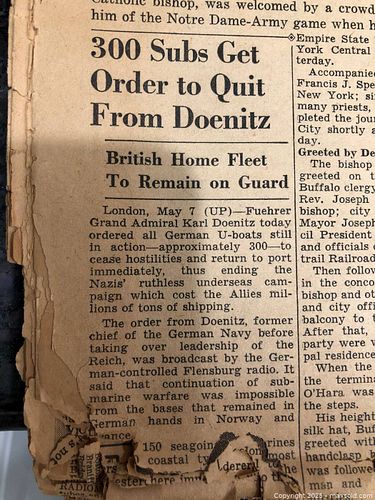 Catholic bishop, was welcomed by a crowd
him of the Notre Dame-Army game when h
300 Subs Get
Order to Quit
From Doenitz
British Home Fleet
To Remain on Guard
London, May 7 (UP)—Fuehrer
Grand Admiral Karl Doenitz today
ordered all German U-boats still
in action—approximately 300—to
cease hostilities and return to port
immediately, thus ending the
Nazis' ruthless underseas cam-
paign which cost the Allies mil-
lions of tons of shipping.
The order from Doenitz, former
chief of the German Navy before
taking over leadership of the
Reich, was broadcast by the Ger-
man-controlled Flensburg radio. It
said that continuation of sub-
marine warfare was impossible
from the bases that remained in
German hands in Norway and
150 seagoing
coastal
Empire State
York Central
terday.
Accompanie
Francis J. Spe
New York; si
many priests,
pleted the jour
City shortly a
day.
Greeted by De
The bishop
greeted on t
Buffalo clergy
Rev. Joseph
bishop; city
Mayor Joseph
cil President
and officials
trail Railroad
Then follow
in the conco
bishop and ot
and city offi
balcony to t
After that,
party were
pal residence
When the
the termin
O'Hara was
the steps.
His height
silk hat, Buf
greeted with
handclasp
was followe
man and
RADIO
Copyright 2025 - maxsold.com